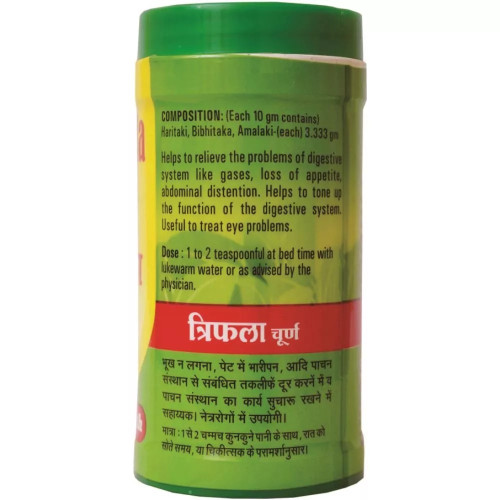 COMPOSITION: (Each 10 gm contains)
Haritaki, Bibhitaka, Amalaki-(each) 3.333 gm
Helps to relieve the problems of digestive
system like gases, loss of appetite,
abdominal distention. Helps to tone up
the function of the digestive system.
Useful to treat eye problems.
Dose : 1 to 2 teaspoonful at bed time with
lukewarm water or as advised by the
physician.
त्रिफला चूर्ण
भूख न लगना, पेट में भारीपन, आदि पाचन
संस्थान से संबंधित तकलीफें दूर करनें में य
पाचन संस्थान का कार्य सुचारू रखने में
सहाय्यक। नेत्ररोगों में उपयोगी।
मात्रा : 1 से 2 चम्मच कुनकुने पानी के साथ, रात को
सोते समय, या चिकित्सक के परामर्शानुसार।